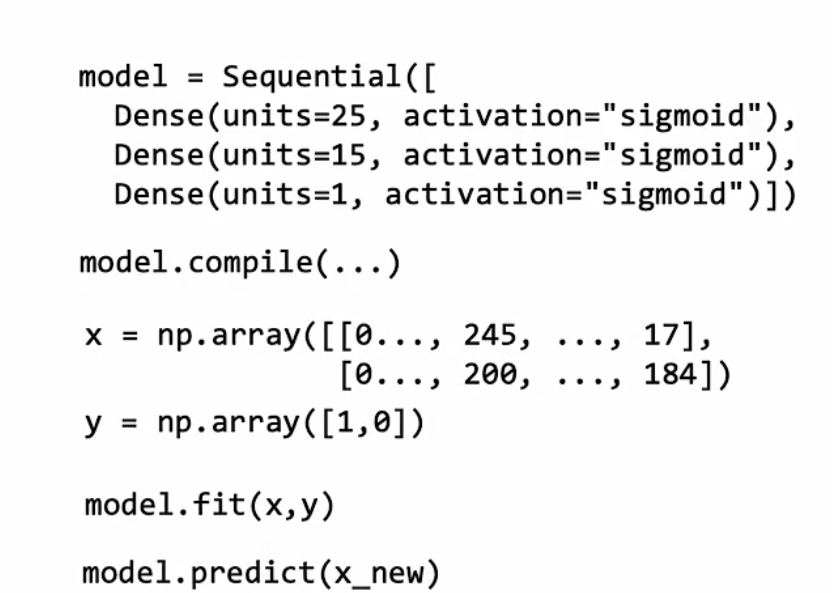 model = Sequential([
Dense(units=25, activation="sigmoid"),
Dense(units=15, activation="sigmoid"),
Dense(units=1, activation="sigmoid")])
model.compile(...)
x = np.array([[0..., 245, ..., 17],
[0..., 200, ..., 184])
y = np.array([1,0])
model.fit(x,y)
model.predict(x_new)